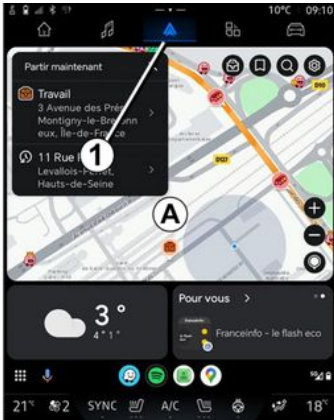 10°C 09:10
Partir maintenant
Travail
3 Avenue des Prés
Montigny-le-Bretonn
eux, Île-de-France
11 Rue
Levallois-Perret,
Hauts-de-Seine
1
D127
A
3°
4° 1°
Pour vous >
Franceinfo
Franceinfo - le flash eco
21° 2 SYNC A/C 18°